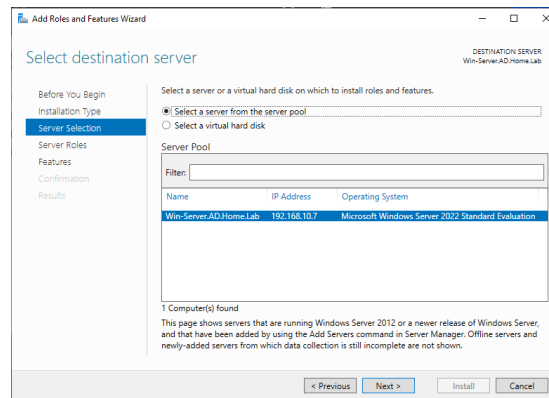 Add Roles and Features Wizard
Select destination server
DESTINATION SERVER
Win-Server.AD.Home.Lab
Before You Begin
Installation Type
Server Selection
Server Roles
Features
Confirmation
Results
Select a server or a virtual hard disk on which to install roles and features.
Select a server from the server pool
Select a virtual hard disk
Server Pool
Filter:
Name IP Address Operating System
Win-Server.AD.Home.Lab 192.168.10.7 Microsoft Windows Server 2022 Standard Evaluation
1 Computer(s) found
This page shows servers that are running Windows Server 2012 or a newer release of Windows Server,
and that have been added by using the Add Servers command in Server Manager. Offline servers and
newly-added servers from which data collection is still incomplete are not shown.
< Previous Next > Install Cancel